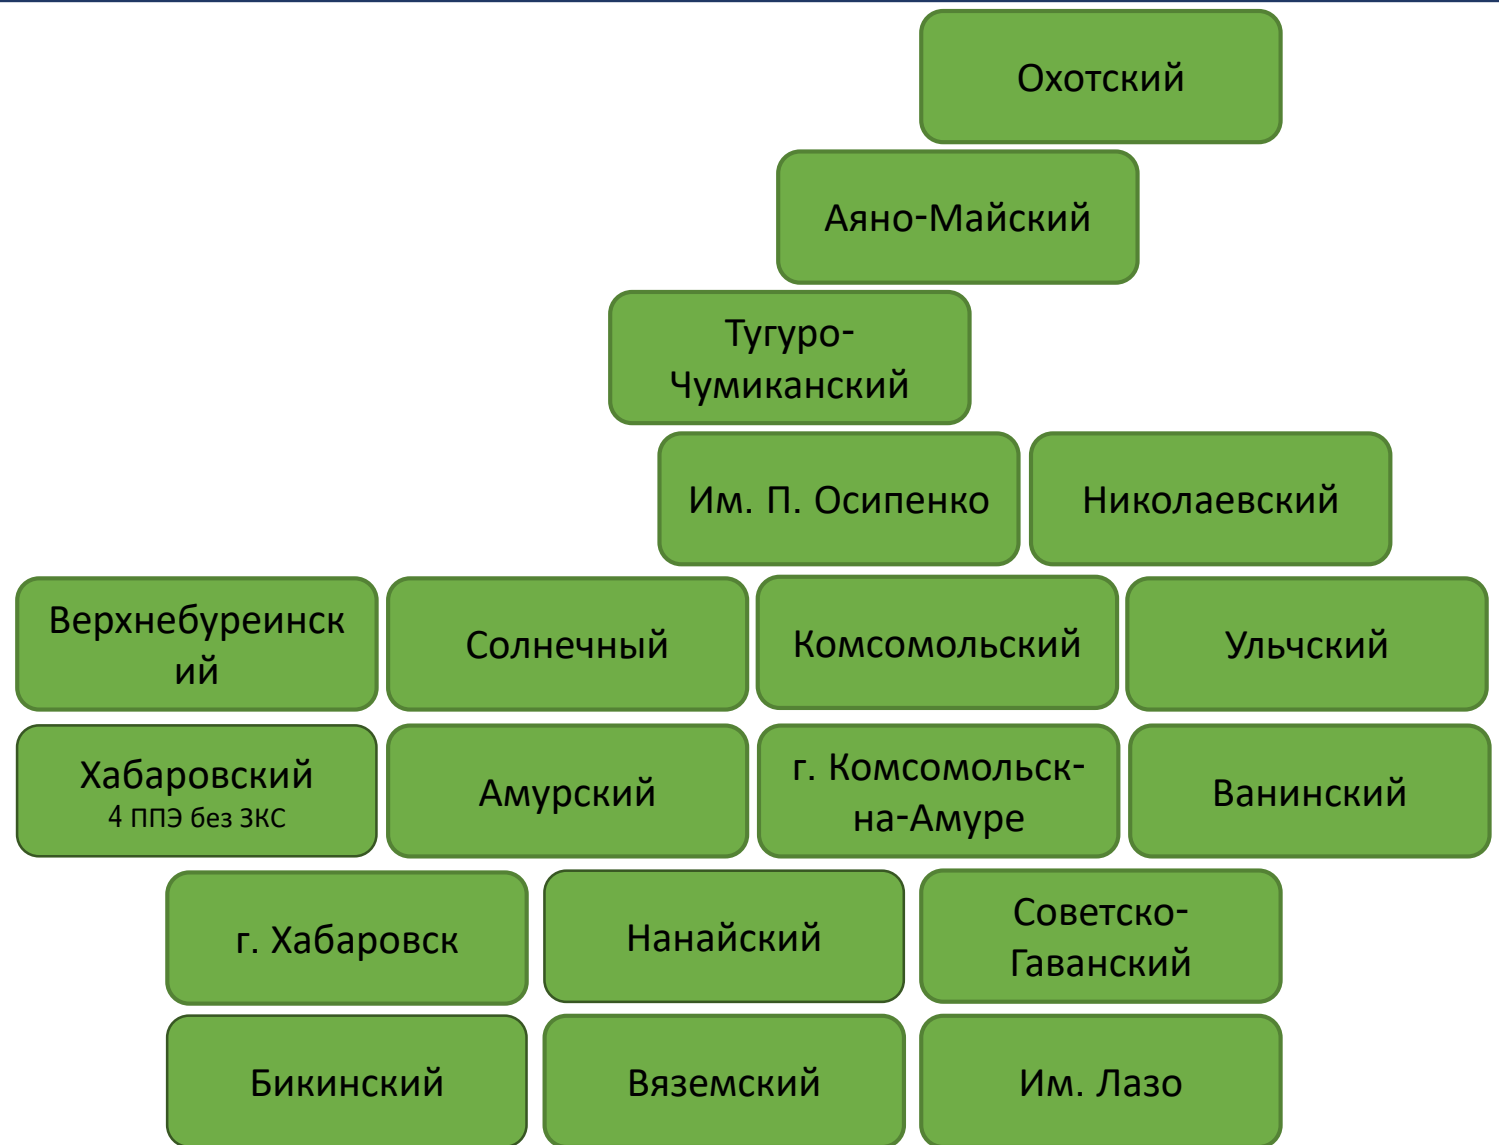 Охотский
Аяно-Майский
Тугуро-
Чумиканский
Им. П. Осипенко
Николаевский
Верхнебуреинск
ий
Солнечный
Комсомольский
Ульчский
Хабаровский
4 ППЭ без ЗКС
Амурский
г. Комсомольск-
на-Амуре
Ванинский
г. Хабаровск
Нанайский
Советско-
Гаванский
Бикинский
Вяземский
Им. Лазо